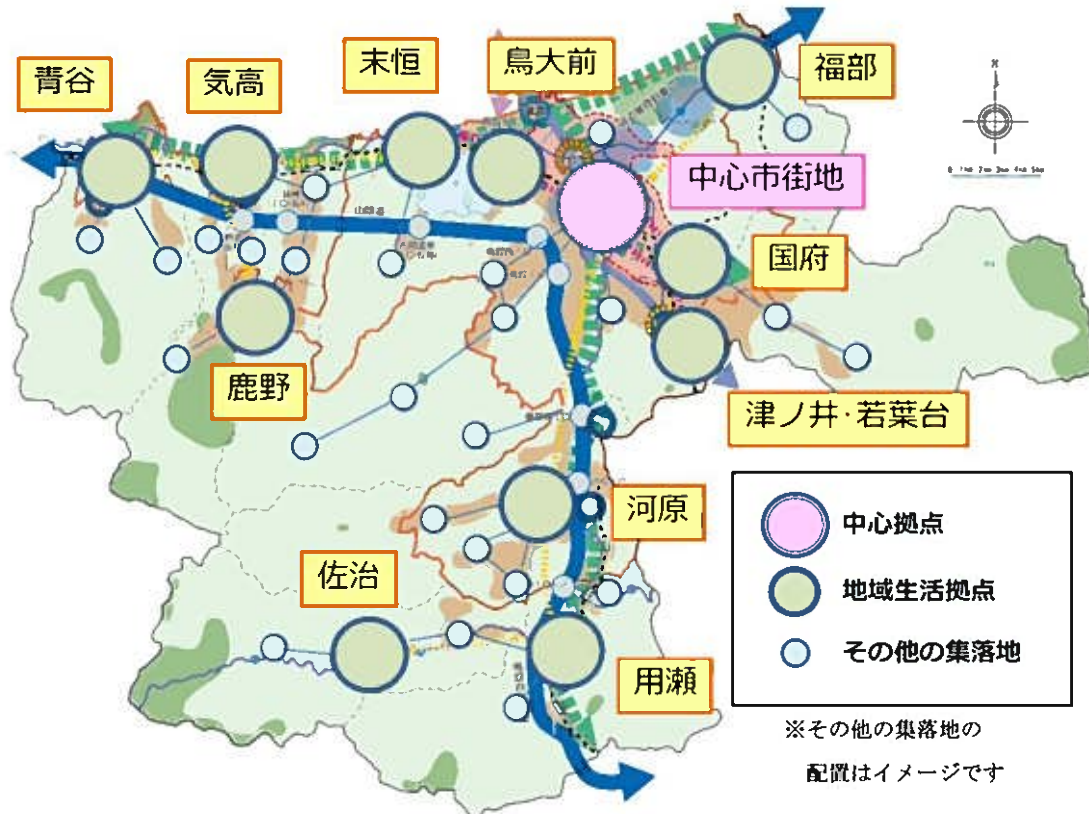 青谷
気高
末恒
鳥大前
福部
中心市街地
国府
鹿野
津ノ井・若葉台
河原
佐治
用瀬
中心拠点
地域生活拠点
その他の集落地
※その他の集落地の
配置はイメージです